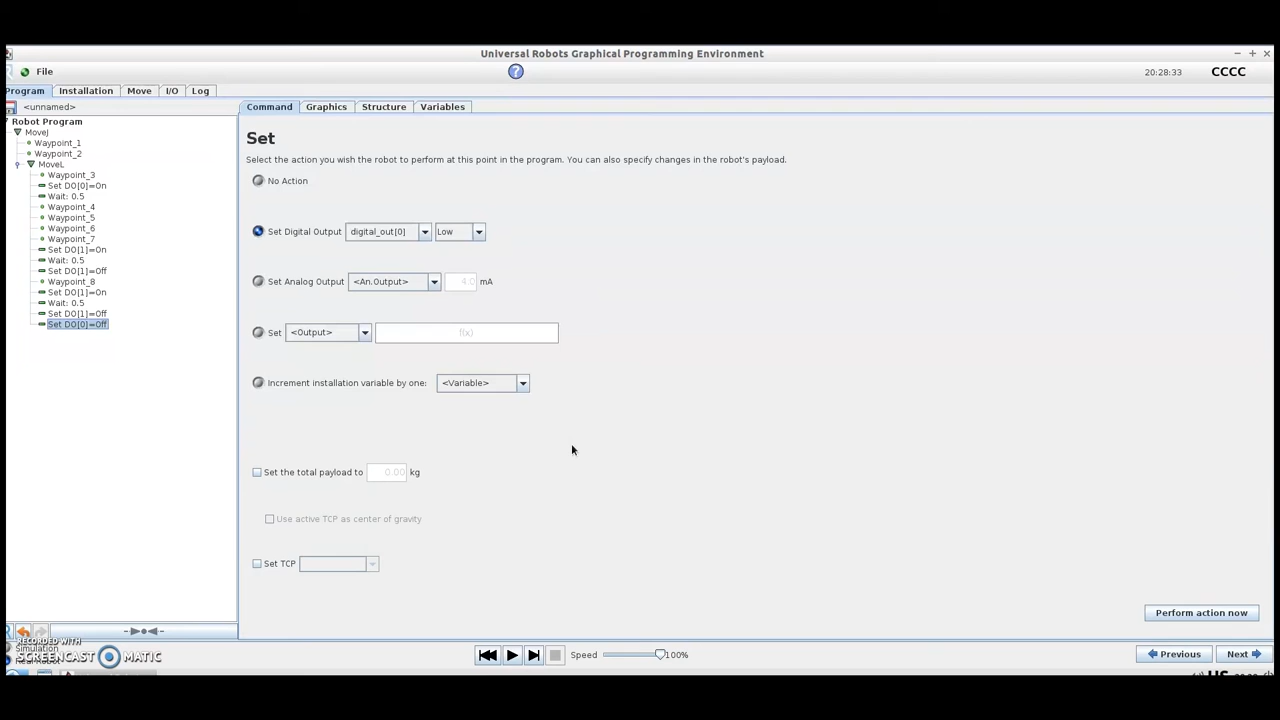 Universal Robots Graphical Programming Environment
File
?
20:28:33 CCCC
Program Installation Move I/O Log
<unnamed>
Command Graphics Structure Variables
Robot Program
MoveJ
Waypoint_1
Waypoint_2
MoveL
Waypoint_3
Set DO[0]=On
Wait: 0.5
Waypoint_4
Waypoint_5
Waypoint_6
Waypoint_7
Set DO[1]=On
Wait: 0.5
Set DO[1]=Off
Waypoint_8
Set DO[1]=On
Wait: 0.5
Set DO[1]=Off
Set DO[0]=Off
Set
Select the action you wish the robot to perform at this point in the program. You can also specify changes in the robot's payload.
No Action
Set Digital Output digital_out[0] Low
Set Analog Output <An.Output> 4.0 mA
Set <Output> f(x)
Increment installation variable by one: <Variable>
Set the total payload to 0.00 kg
Use active TCP as center of gravity
Set TCP
Perform action now
Simulation
RECORDED WITH
SCREENCAST MATIC
Speed 100%
Previous Next